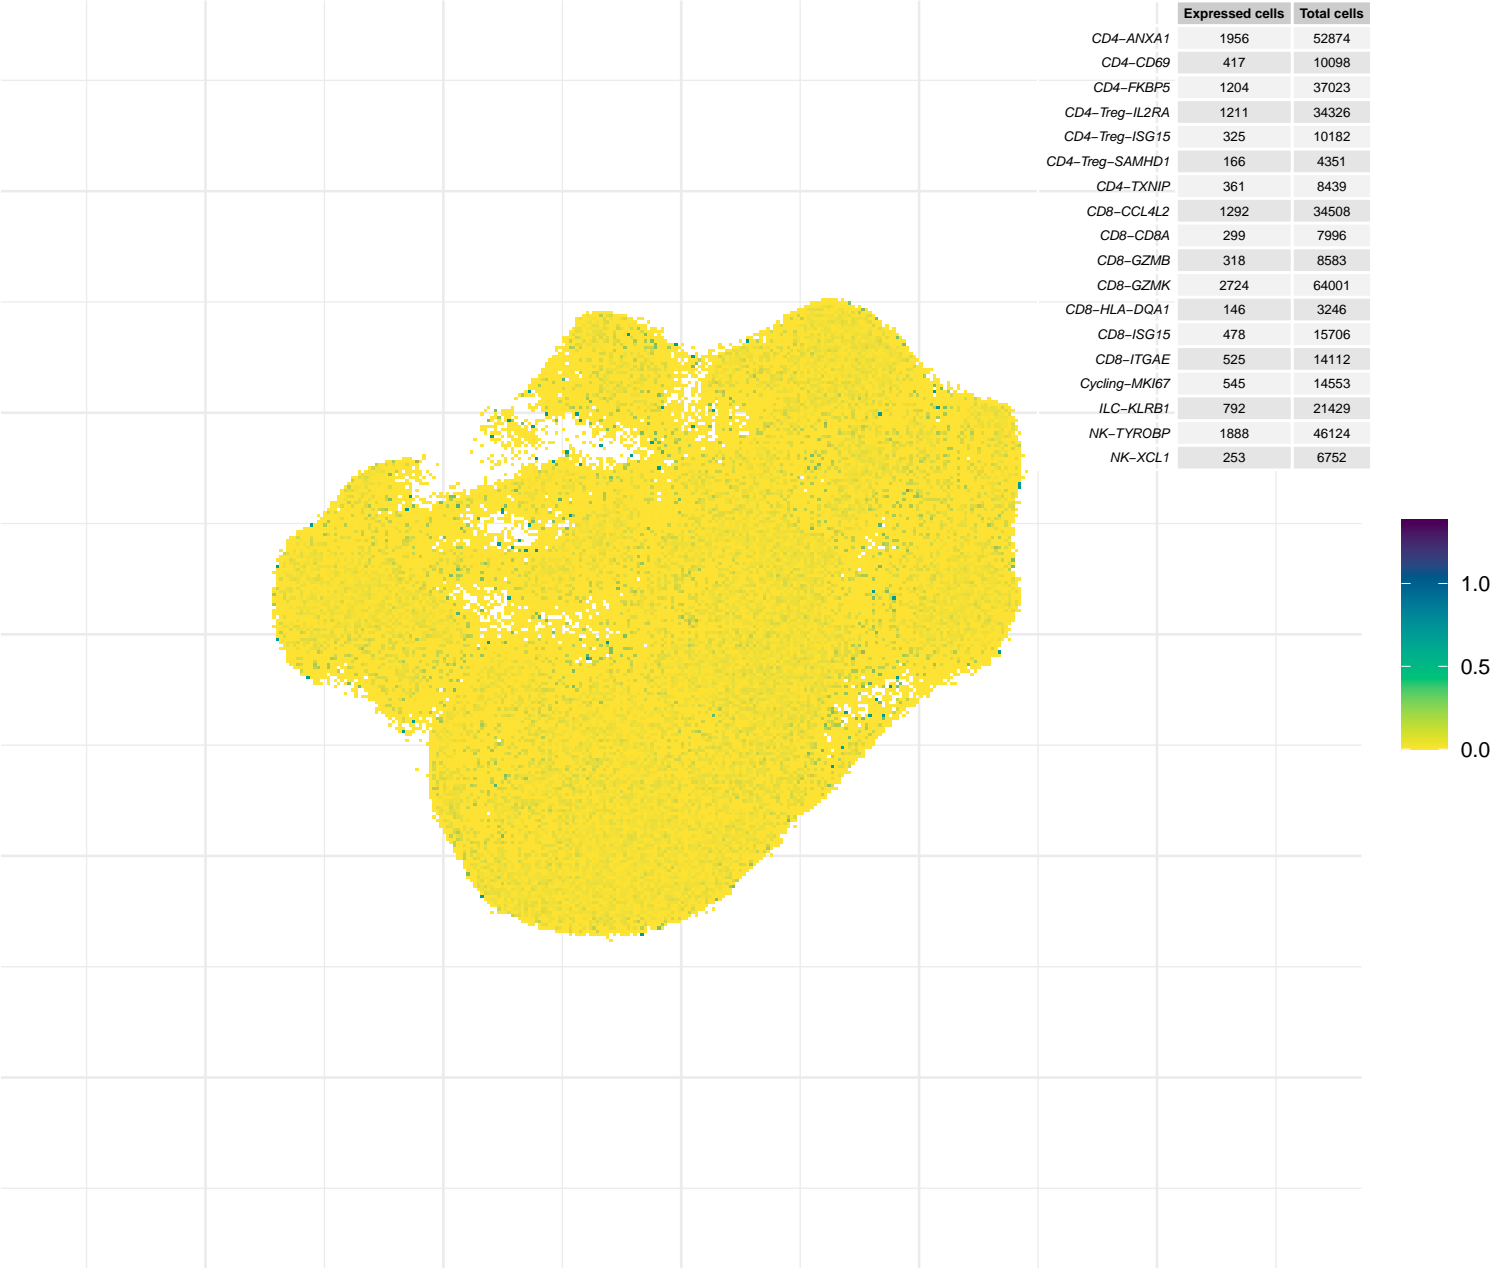 Expressed cells Total cells
CD4−ANXA1 1956 52874
CD4−CD69 417 10098
CD4−FKBP5 1204 37023
CD4−Treg−IL2RA 1211 34326
CD4−Treg−ISG15 325 10182
CD4−Treg−SAMHD1 166 4351
CD4−TXNIP 361 8439
CD8−CCL4L2 1292 34508
CD8−CD8A 299 7996
CD8−GZMB 318 8583
CD8−GZMK 2724 64001
CD8−HLA−DQA1 146 3246
CD8−ISG15 478 15706
CD8−ITGAE 525 14112
Cycling−MKI67 545 14553
ILC−KLRB1 792 21429
NK−TYROBP 1888 46124
NK−XCL1 253 6752
1.0
0.5
0.0